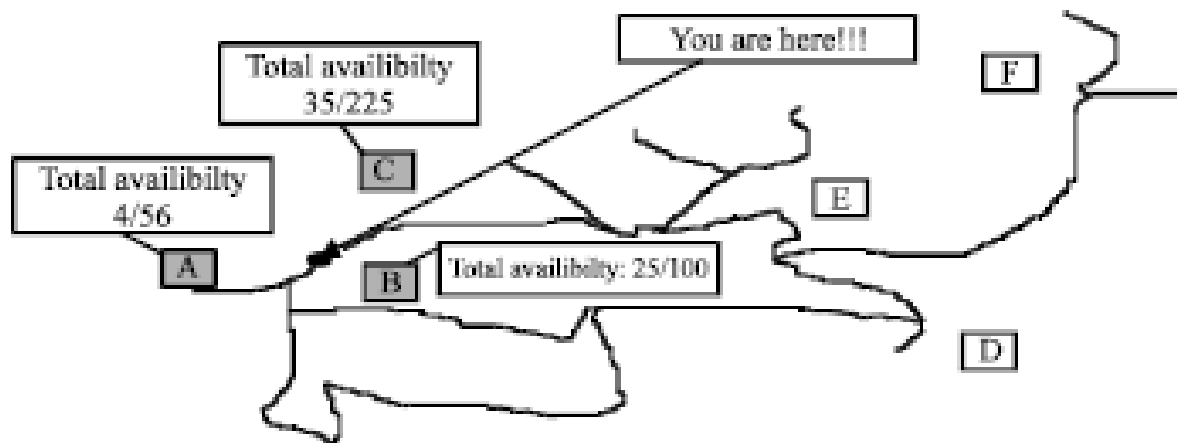 You are here!!!
Total availibilty
35/225
F
C
Total availibilty
4/56
E
A
B
Total availibilty: 25/100
D